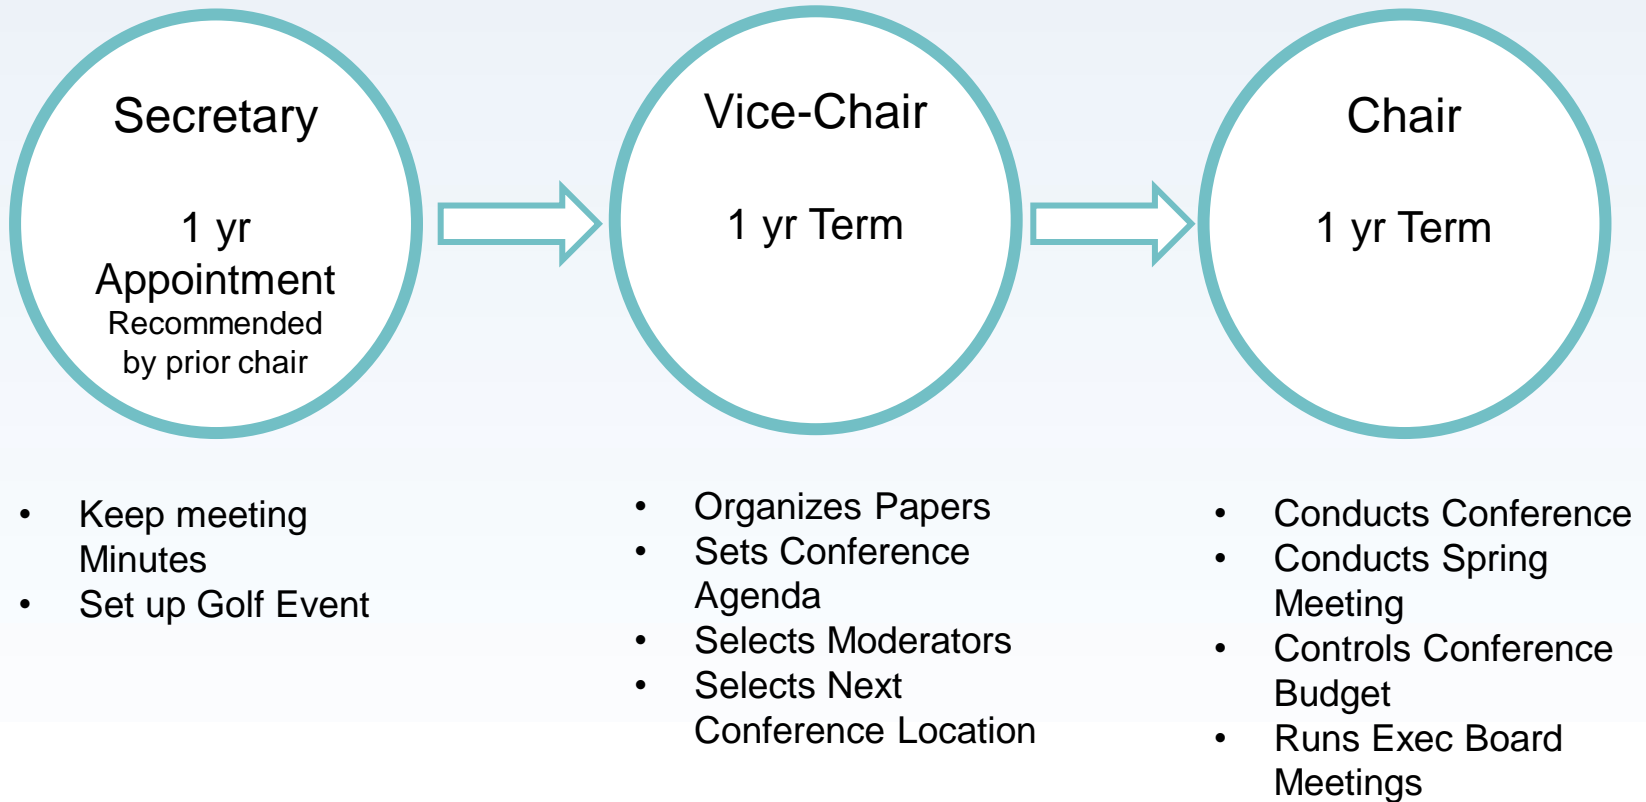 Secretary
1 yr
Appointment
Recommended
by prior chair
Vice-Chair
1 yr Term
Chair
1 yr Term
• Keep meeting
Minutes
• Set up Golf Event
• Organizes Papers
• Sets Conference
Agenda
• Selects Moderators
• Selects Next
Conference Location
• Conducts Conference
• Conducts Spring
Meeting
• Controls Conference
Budget
• Runs Exec Board
Meetings